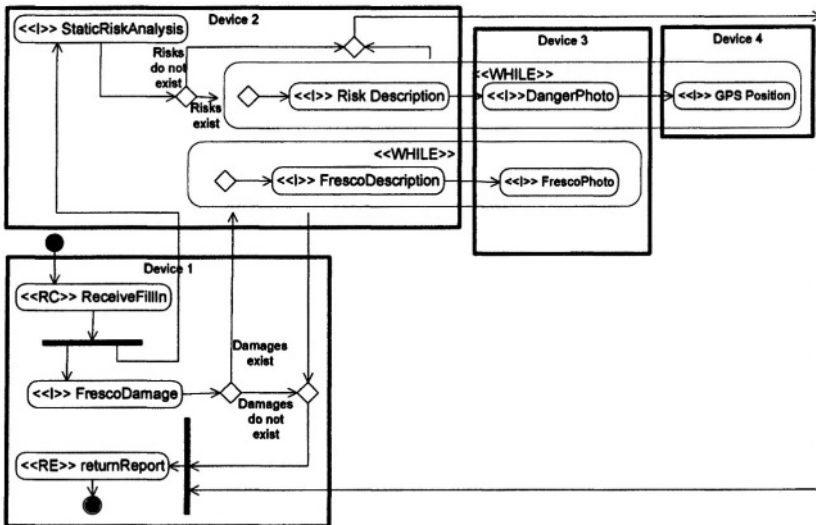 Device 2
<<I>> StaticRiskAnalysis
Risks
do not
exist
Risks
exist
Device 3
Device 4
<<WHILE>>
<<I>> Risk Description
<<I>>DangerPhoto
<<I>> GPS Position
<<WHILE>>
<<I>> FrescoDescription
<<I>> FrescoPhoto
Device 1
<<RC>> ReceiveFillIn
Damages
exist
<<I>> FrescoDamage
Damages
do not
exist
<<RE>> returnReport